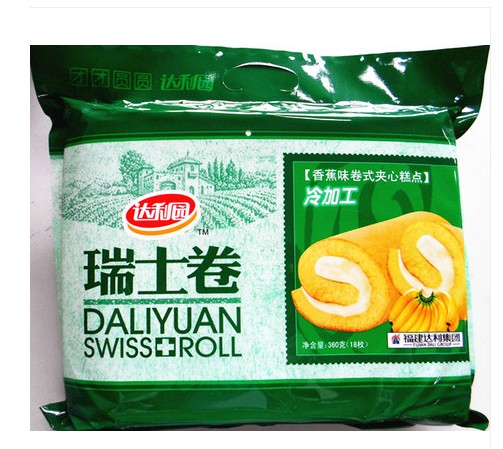 团团圆圆 达利园
【香蕉味卷式夹心糕点】
冷加工
达利园
TM
瑞士卷
DALIYUAN
SWISS ROLL
净含量:360克(18枚)
福建达利集团
FUJIAN DALI GROUP